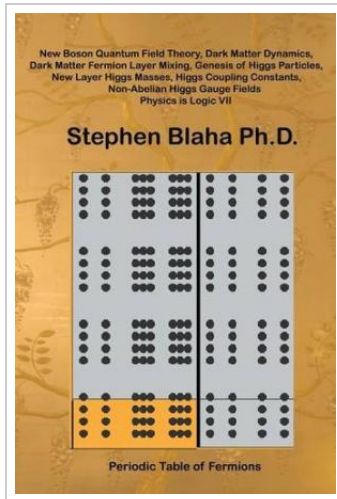 New Boson Quantum Field Theory, Dark Matter Dynamics,
Dark Matter Fermion Layer Mixing, Genesis of Higgs Particles,
New Layer Higgs Masses, Higgs Coupling Constants,
Non-Abelian Higgs Gauge Fields
Physics is Logic VII
Stephen Blaha Ph.D.
Periodic Table of Fermions